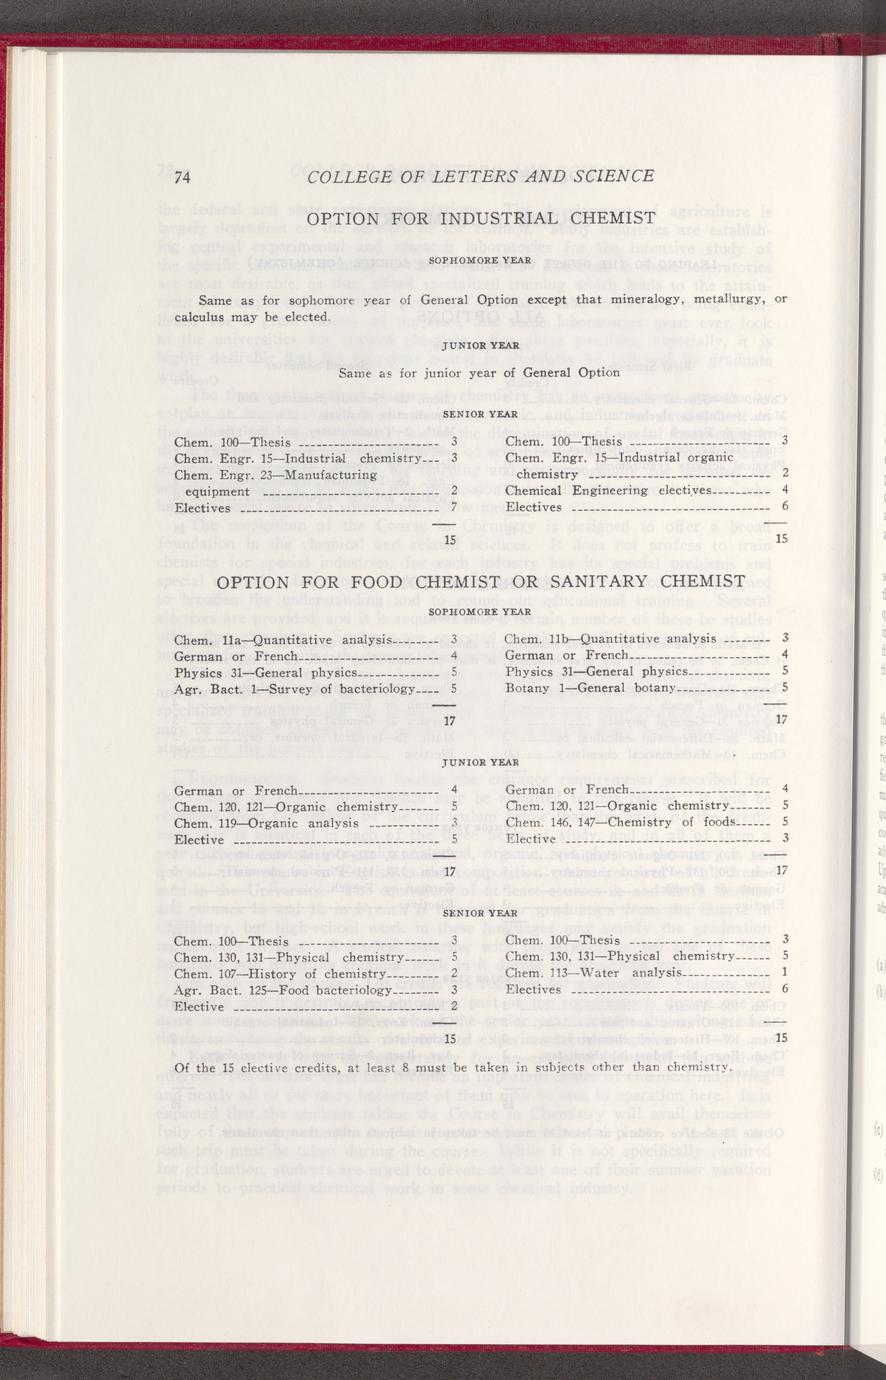 74
COLLEGE OF LETTERS AND SCIENCE
OPTION FOR INDUSTRIAL CHEMIST
SOPHOMORE YEAR
Same as for sophomore year of General Option except that mineralogy, metallurgy, or
calculus may be elected.
JUNIOR YEAR
Same as for junior year of General Option
SENIOR YEAR
Chem. 100—Thesis 3
Chem. Engr. 15—Industrial chemistry 3
Chem. Engr. 23—Manufacturing
equipment 2
Electives 7
15
Chem. 100—Thesis 3
Chem. Engr. 15—Industrial organic
chemistry 2
Chemical Engineering electives 4
Electives 6
15
OPTION FOR FOOD CHEMIST OR SANITARY CHEMIST
SOPHOMORE YEAR
Chem. 11a—Quantitative analysis 3
German or French 4
Physics 31—General physics 5
Agr. Bact. 1—Survey of bacteriology 5
17
Chem. 11b—Quantitative analysis 3
German or French 4
Physics 31—General physics 5
Botany 1—General botany 5
17
JUNIOR YEAR
German or French 4
Chem. 120, 121—Organic chemistry 5
Chem. 119—Organic analysis 3
Elective 5
17
German or French 4
Chem. 120, 121—Organic chemistry 5
Chem. 146, 147—Chemistry of foods 5
Elective 3
17
SENIOR YEAR
Chem. 100—Thesis 3
Chem. 130, 131—Physical chemistry 5
Chem. 107—History of chemistry 2
Agr. Bact. 125—Food bacteriology 3
Elective 2
15
Chem. 100—Thesis 3
Chem. 130, 131—Physical chemistry 5
Chem. 113—Water analysis 1
Electives 6
15
Of the 15 elective credits, at least 8 must be taken in subjects other than chemistry.